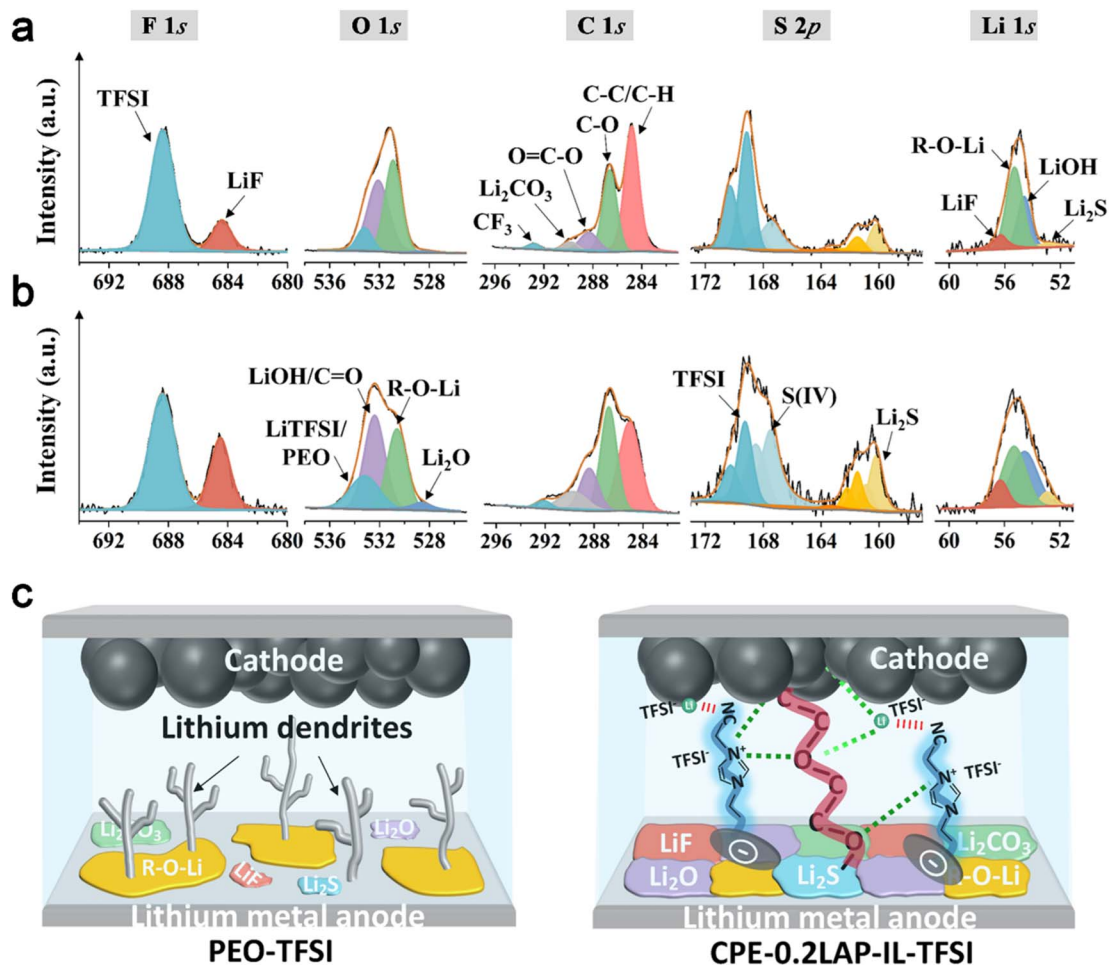 a
F 1s
O 1s
C 1s
S 2p
Li 1s
Intensity (a.u.)
TFSI
LiF
C-C/C-H
C-O
O=C-O
Li₂CO₃
CF₃
R-O-Li
LiOH
LiF
Li₂S
692 688 684 680
536 532 528
296 292 288 284
172 168 164 160
60 56 52
b
Intensity (a.u.)
LiOH/C=O
R-O-Li
LiTFSI/
PEO
Li₂O
TFSI
S(IV)
Li₂S
692 688 684 680
536 532 528
296 292 288 284
172 168 164 160
60 56 52
c
Cathode
Lithium dendrites
Li₂CO₃
Li₂O
R-O-Li
LiF
Li₂S
Lithium metal anode
PEO-TFSI
Cathode
TFSI⁻
Li
NC
TFSI⁻
Li
NC
TFSI⁻
N⁺
N
C
C
O
C
C
O
N⁺
N
TFSI⁻
LiF
Li₂CO₃
Li₂O
Li₂S
-O-Li
Lithium metal anode
CPE-0.2LAP-IL-TFSI